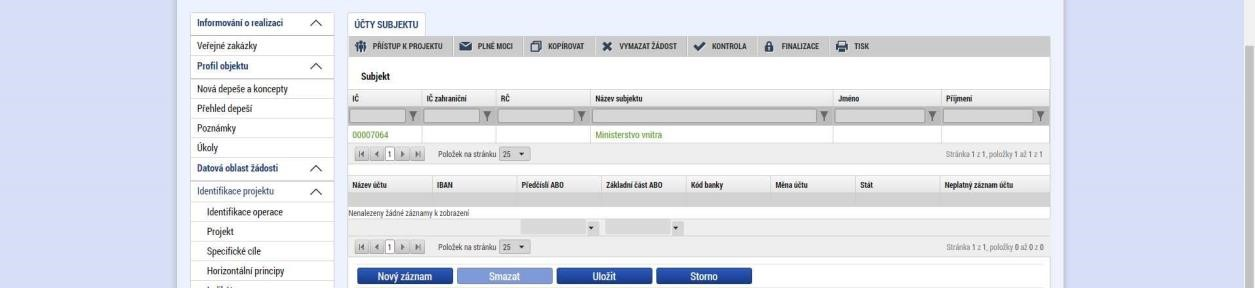 Informování o realizaci
Veřejné zakázky
Profil objektu
Nová depeše a koncepty
Přehled depeší
Poznámky
Úkoly
Datová oblast žádosti
Identifikace projektu
Identifikace operace
Projekt
Specifické cíle
Horizontální principy
ÚČTY SUBJEKTU
PŘÍSTUP K PROJEKTU PLNÉ MOCI KOPÍROVAT VYMAZAT ŽÁDOST KONTROLA FINALIZACE TISK
Subjekt
IČ IČ zahraniční RČ Název subjektu Jméno Příjmení
00007064 Ministerstvo vnitra
1 Položek na stránku 25 Stránka 1 z 1, položky 1 až 1 z 1
Název účtu IBAN Předčíslí ABO Základní část ABO Kód banky Měna účtu Stát Neplatný záznam účtu
Nenalezeny žádné záznamy k zobrazení
1 Položek na stránku 25 Stránka 1 z 1, položky 0 až 0 z 0
Nový záznam Smazat Uložit Storno